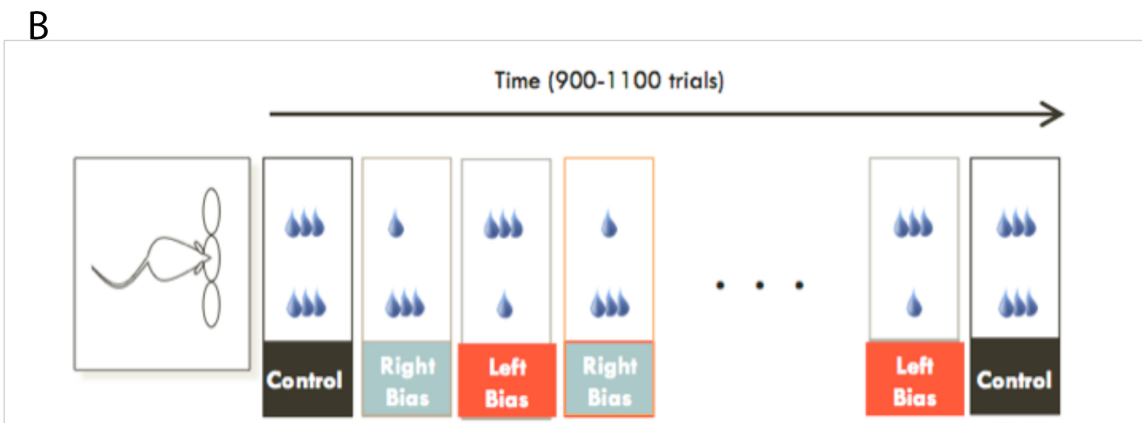 B
Time (900-1100 trials)
Control
Right
Bias
Left
Bias
Right
Bias
. . .
Left
Bias
Control